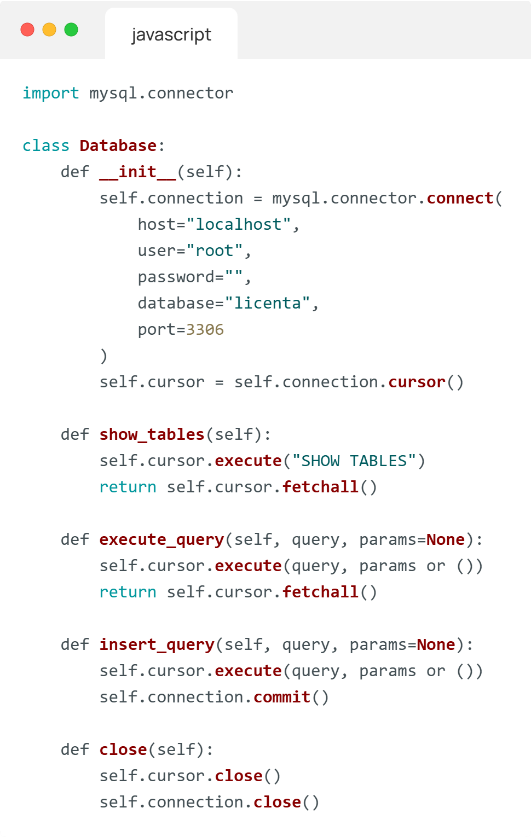 javascript
import mysql.connector
class Database:
    def __init__(self):
        self.connection = mysql.connector.connect(
            host="localhost",
            user="root",
            password="",
            database="licenta",
            port=3306
        )
        self.cursor = self.connection.cursor()
    def show_tables(self):
        self.cursor.execute("SHOW TABLES")
        return self.cursor.fetchall()
    def execute_query(self, query, params=None):
        self.cursor.execute(query, params or ())
        return self.cursor.fetchall()
    def insert_query(self, query, params=None):
        self.cursor.execute(query, params or ())
        self.connection.commit()
    def close(self):
        self.cursor.close()
        self.connection.close()